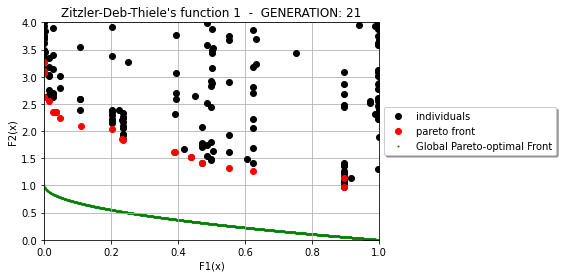 Zitzler-Deb-Thiele's function 1 - GENERATION: 21
4.0
3.5
3.0
2.5
2.0
1.5
1.0
0.5
0.0
F2(x)
0.0 0.2 0.4 0.6 0.8 1.0
F1(x)
individuals
pareto front
Global Pareto-optimal Front